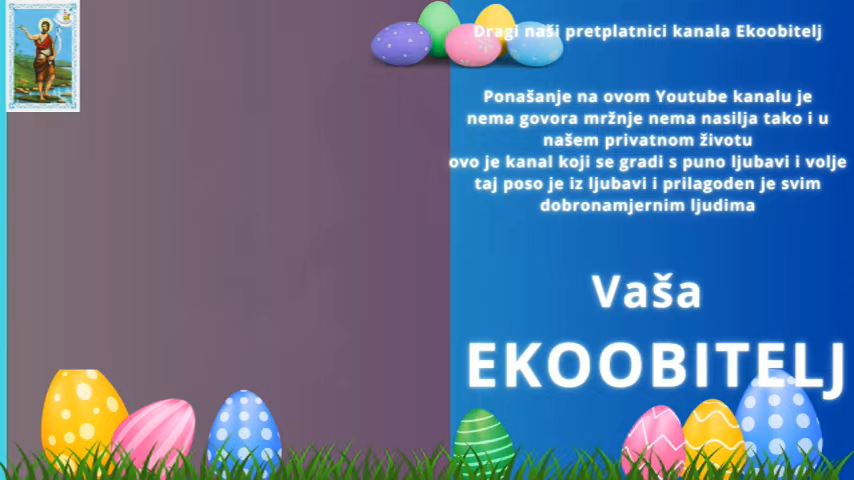 Dragi naši pretplatnici kanala Ekoobitelj
Ponašanje na ovom Youtube kanalu je
nema govora mržnje nema nasilja tako i u
našem privatnom životu
ovo je kanal koji se gradi s puno ljubavi i volje
taj poso je iz ljubavi i prilagođen je svim
dobronamjernim ljudima
Vaša
EKOOBITELJ